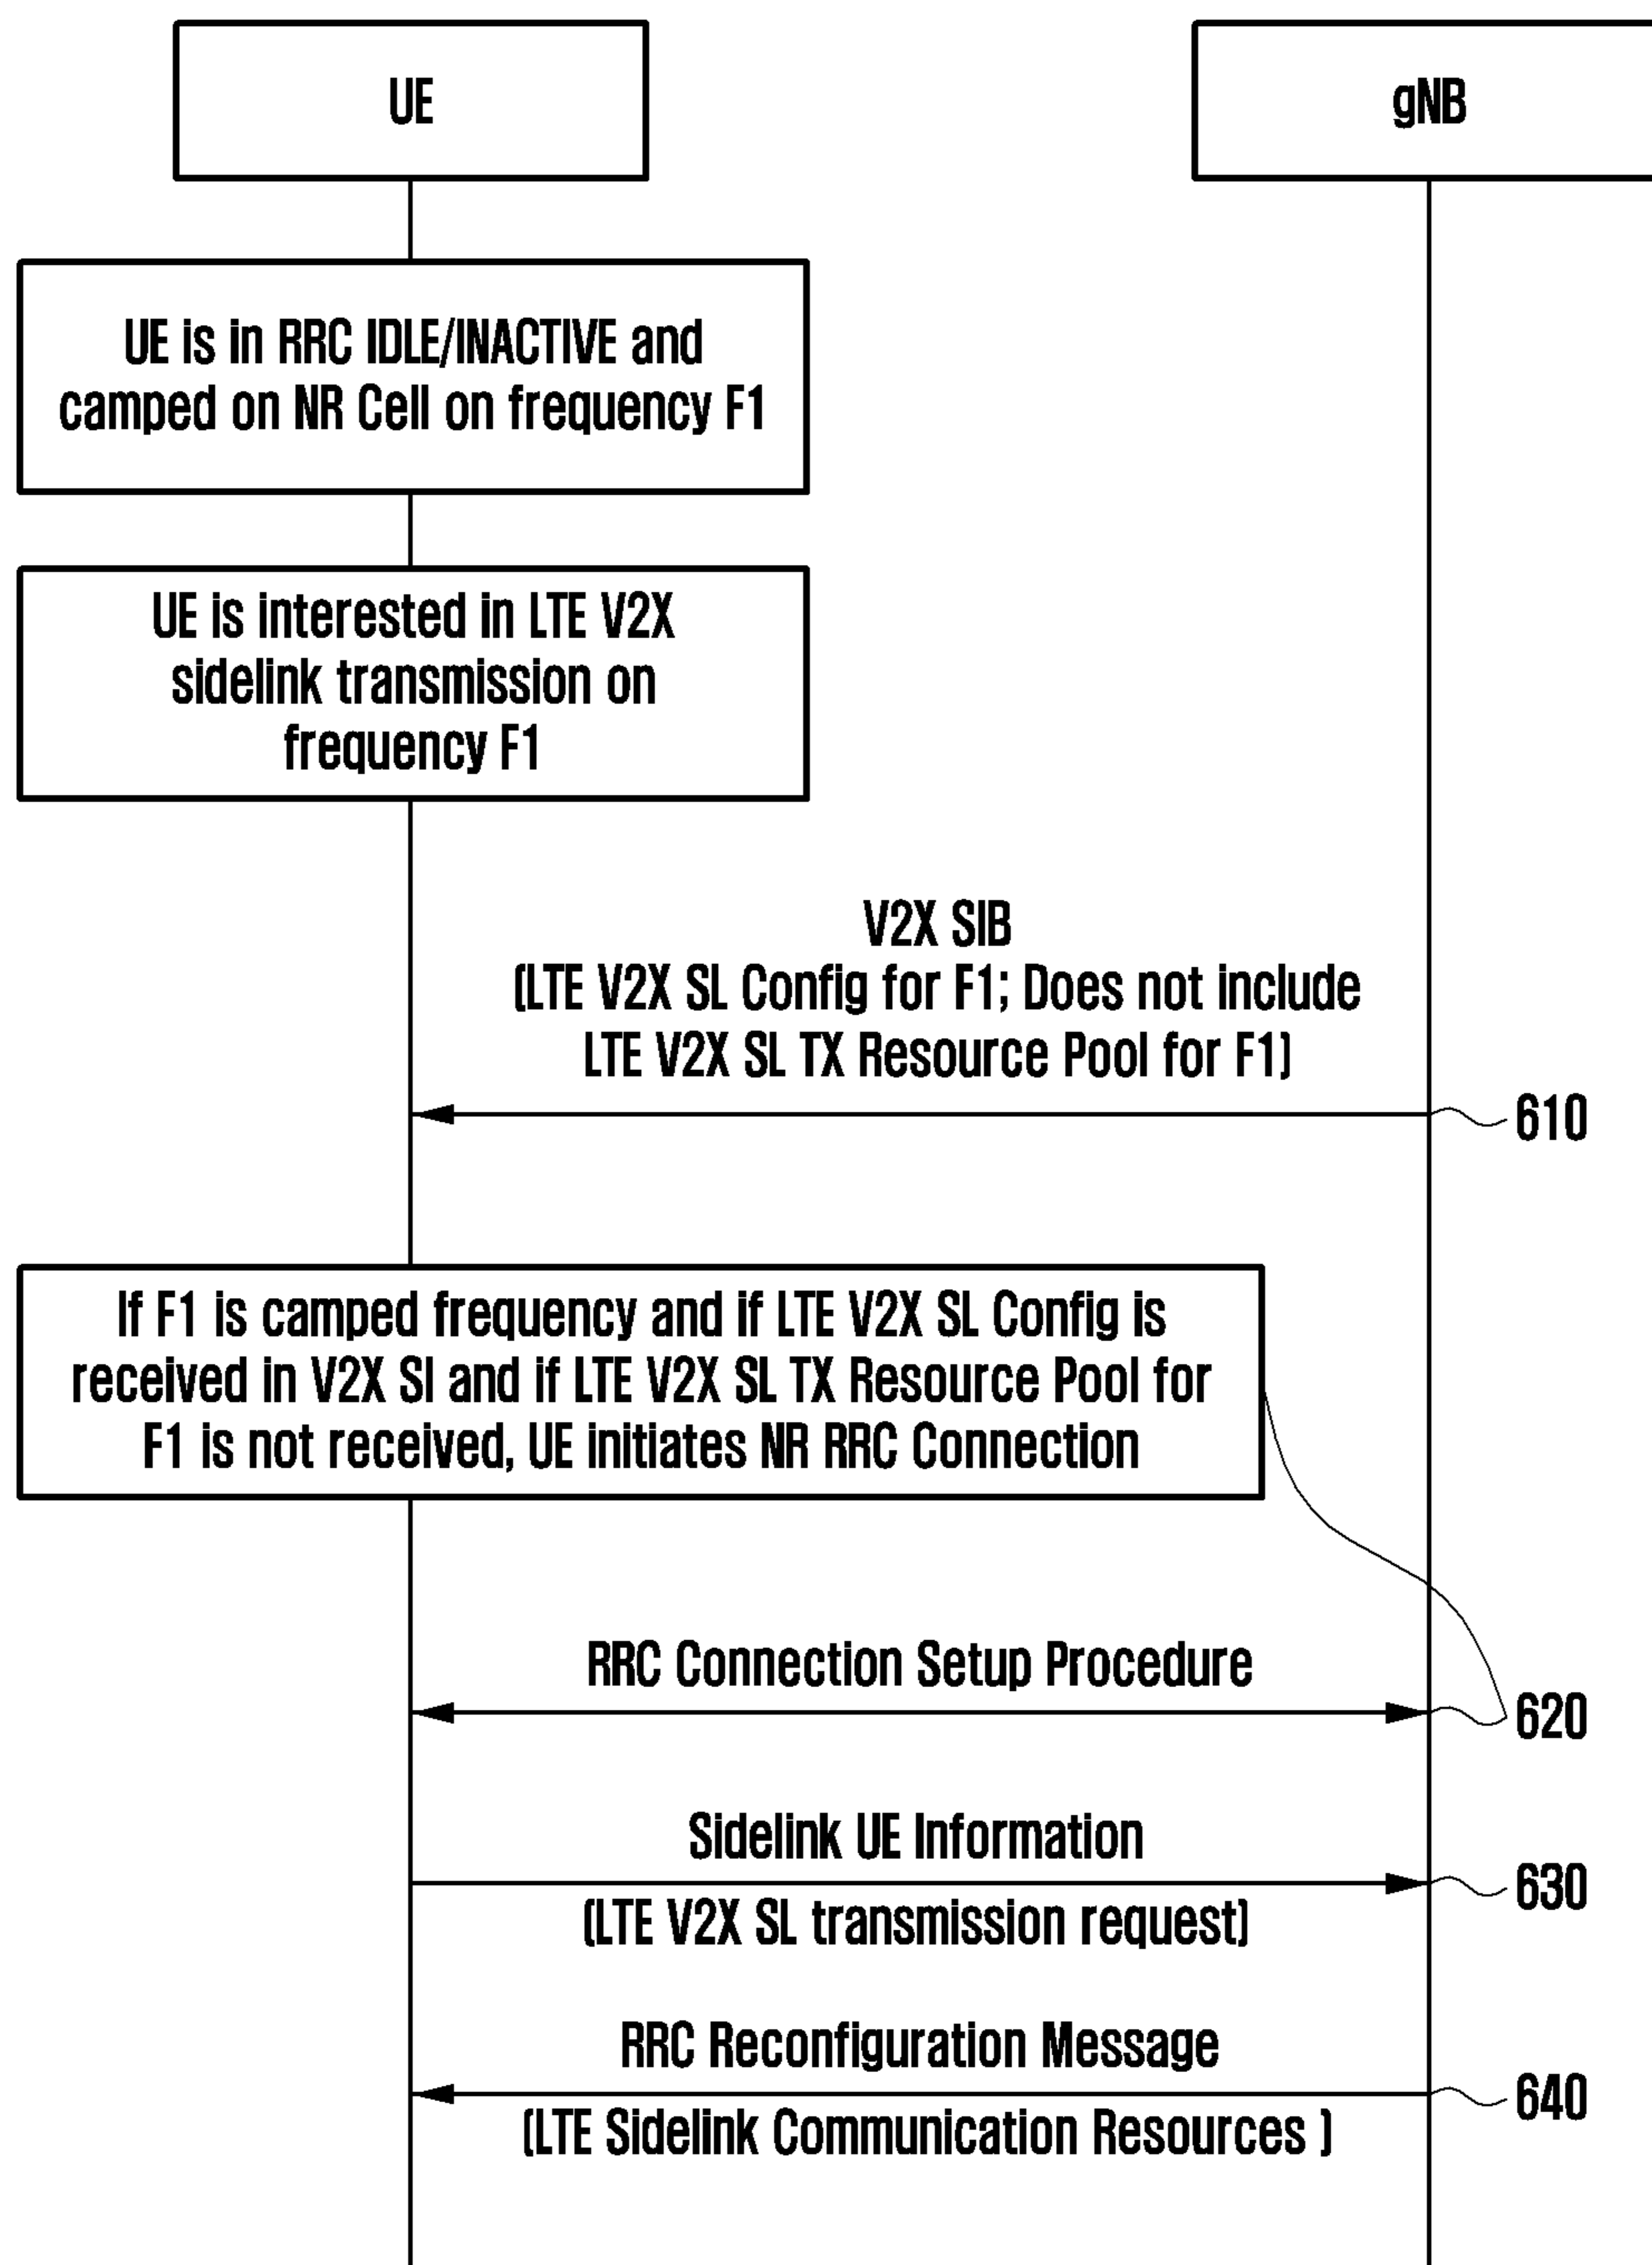 UE
gNB
UE is in RRC IDLE/INACTIVE and
camped on NR Cell on frequency F1
UE is interested in LTE V2X
sidelink transmission on
frequency F1
V2X SIB
(LTE V2X SL Config for F1; Does not include
LTE V2X SL TX Resource Pool for F1)
610
If F1 is camped frequency and if LTE V2X SL Config is
received in V2X SI and if LTE V2X SL TX Resource Pool for
F1 is not received, UE initiates NR RRC Connection
RRC Connection Setup Procedure
620
Sidelink UE Information
630
(LTE V2X SL transmission request)
RRC Reconfiguration Message
640
(LTE Sidelink Communication Resources )